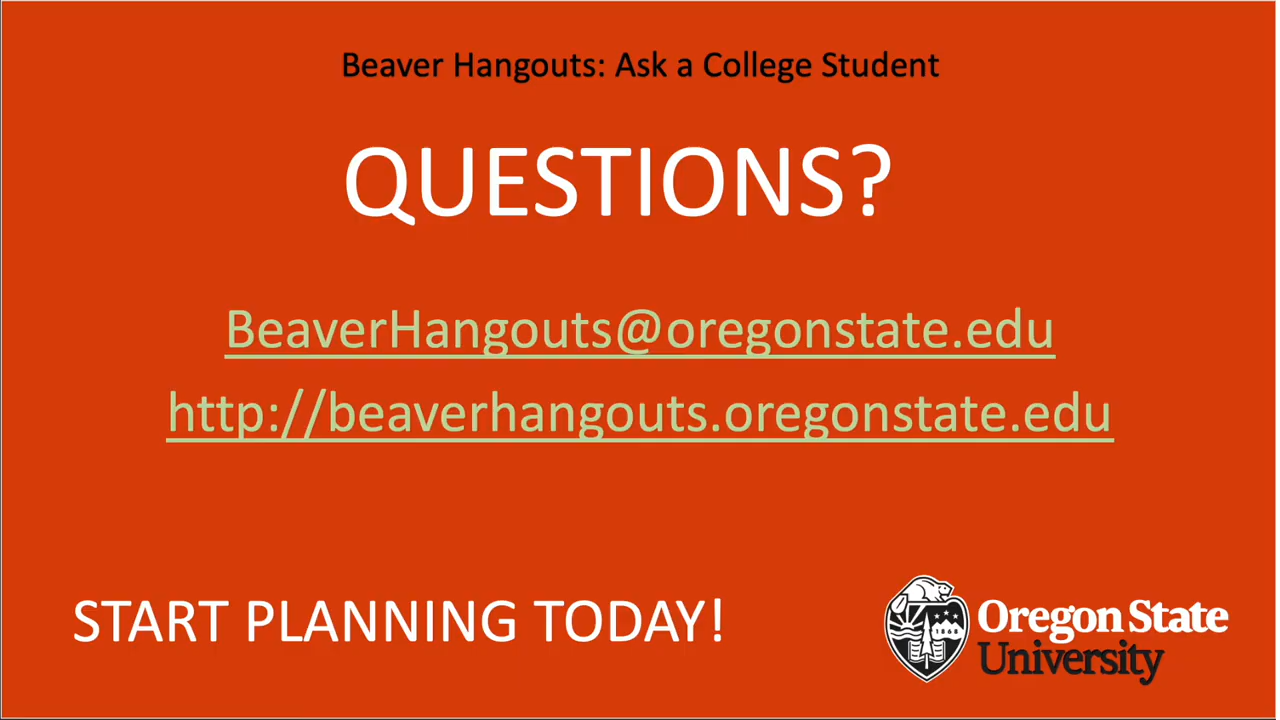 Beaver Hangouts: Ask a College Student
QUESTIONS?
BeaverHangouts@oregonstate.edu
http://beaverhangouts.oregonstate.edu
START PLANNING TODAY!
Oregon State
University